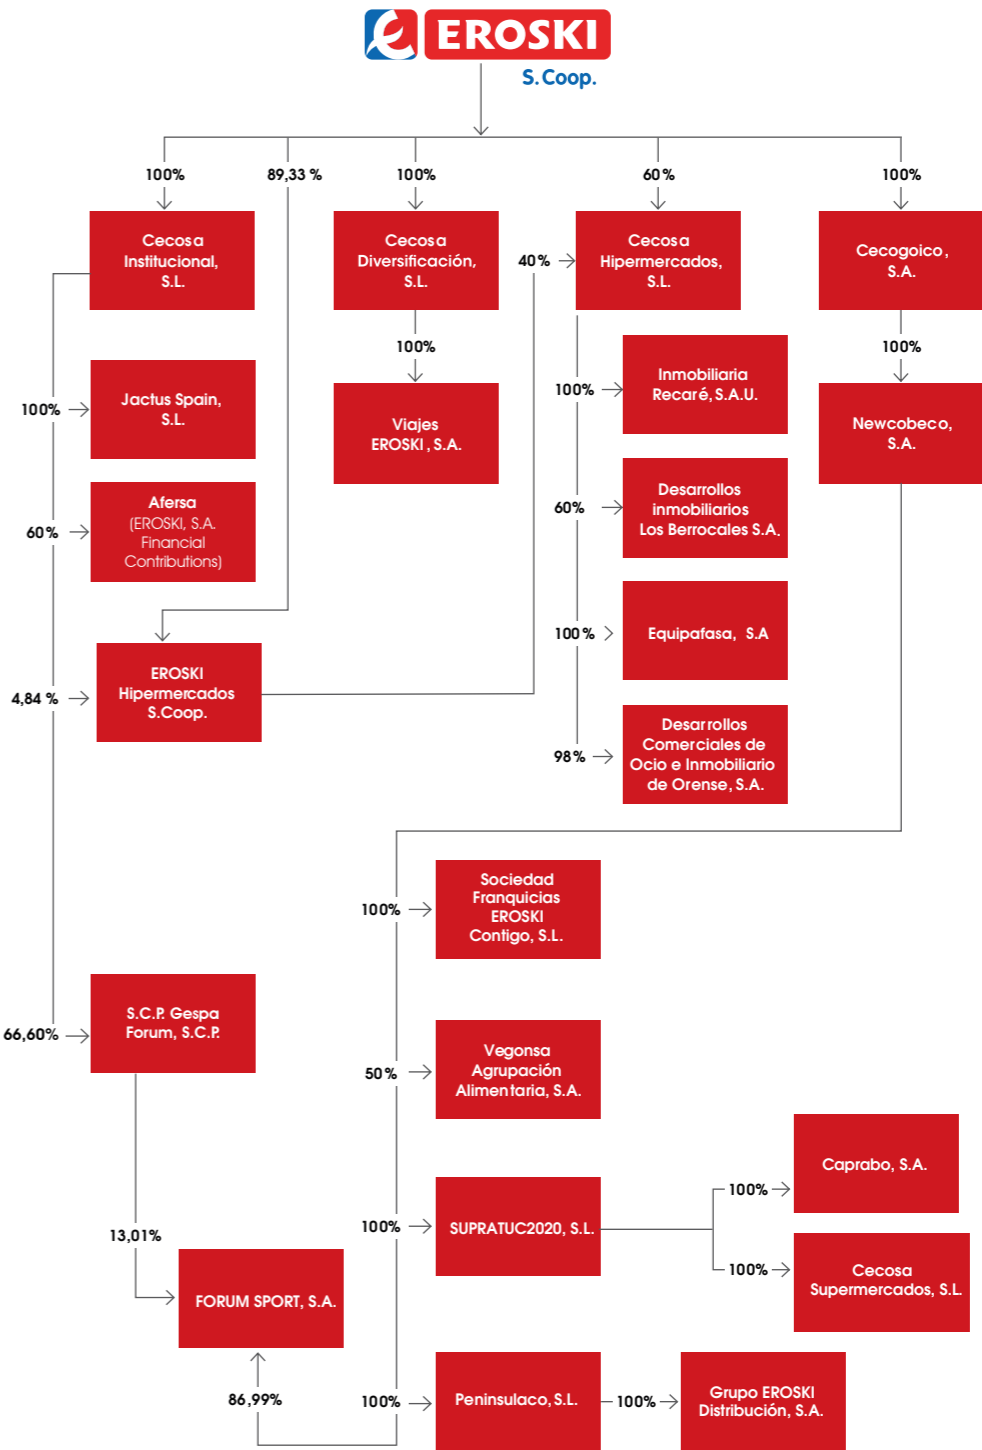 EROSKI
S. Coop.
100%
89,33 %
100%
60%
100%
Cecosa
Institucional,
S.L.
Cecosa
Diversificación,
S.L.
40%
Cecosa
Hipermercados,
S.L.
Cecogoico,
S.A.
100%
100%
Jactus Spain,
S.L.
100%
Viajes
EROSKI, S.A.
100%
Inmobiliaria
Recaré, S.A.U.
Newcobeco,
S.A.
60%
Afersa
(EROSKI, S.A.
Financial
Contributions)
60%
Desarrollos
inmobiliarios
Los Berrocales S.A.
100%
Equipafasa, S.A
4,84 %
EROSKI
Hipermercados
S.Coop.
98%
Desarrollos
Comerciales de
Ocio e Inmobiliario
de Orense, S.A.
100%
Sociedad
Franquicias
EROSKI
Contigo, S.L.
66,60%
S.C.P. Gespa
Forum, S.C.P.
50%
Vegonsa
Agrupación
Alimentaria, S.A.
100%
Caprabo, S.A.
13,01%
100%
SUPRATUC2020, S.L.
100%
Cecosa
Supermercados, S.L.
FORUM SPORT, S.A.
86,99%
100%
Peninsulaco, S.L.
100%
Grupo EROSKI
Distribución, S.A.